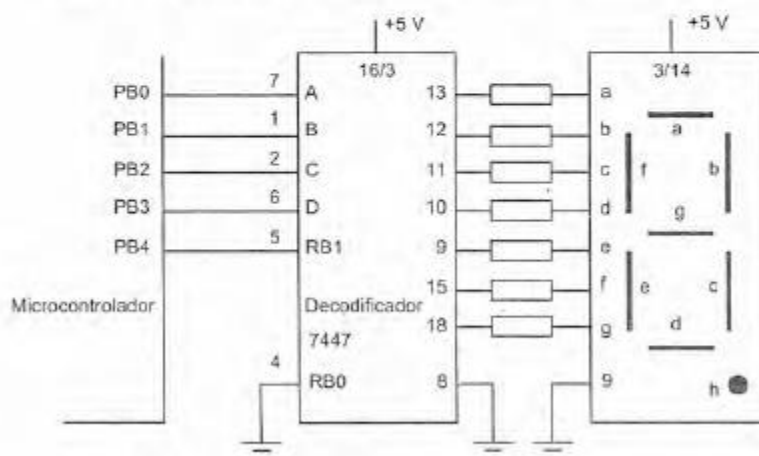 +5 V
+5 V
16/3
3/14
PB0 7 A 13 a
PB1 1 B 12 b
PB2 2 C 11 c
PB3 6 D 10 d
PB4 5 RB1 9 e
15 f
18 g
Microcontrolador
Decodificador
7447
4 RB0 8 9
a
f b
g
e c
d
h